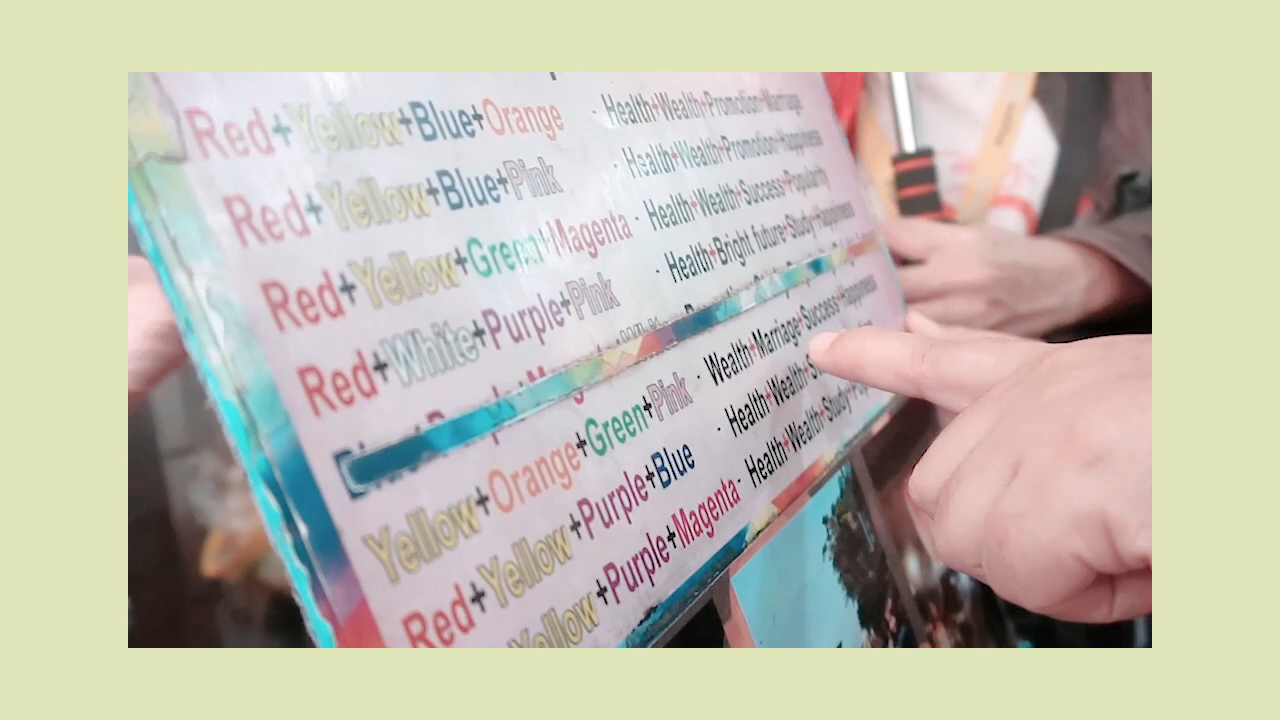 Red+Yellow+Blue+Orange - Health+Wealth+Promotion+Marriage
Red+Yellow+Blue+Pink - Health+Wealth+Promotion+Happiness
Red+Yellow+Green+Magenta - Health+Wealth+Success+Popularity
Red+White+Purple+Pink - Health+Bright future+Study+Happiness
Yellow+Orange+Green+Pink - Wealth+Marriage+Success+Happiness
Red+Yellow+Purple+Blue - Health+Wealth+
Yellow+Purple+Magenta - Health+Wealth+Study+